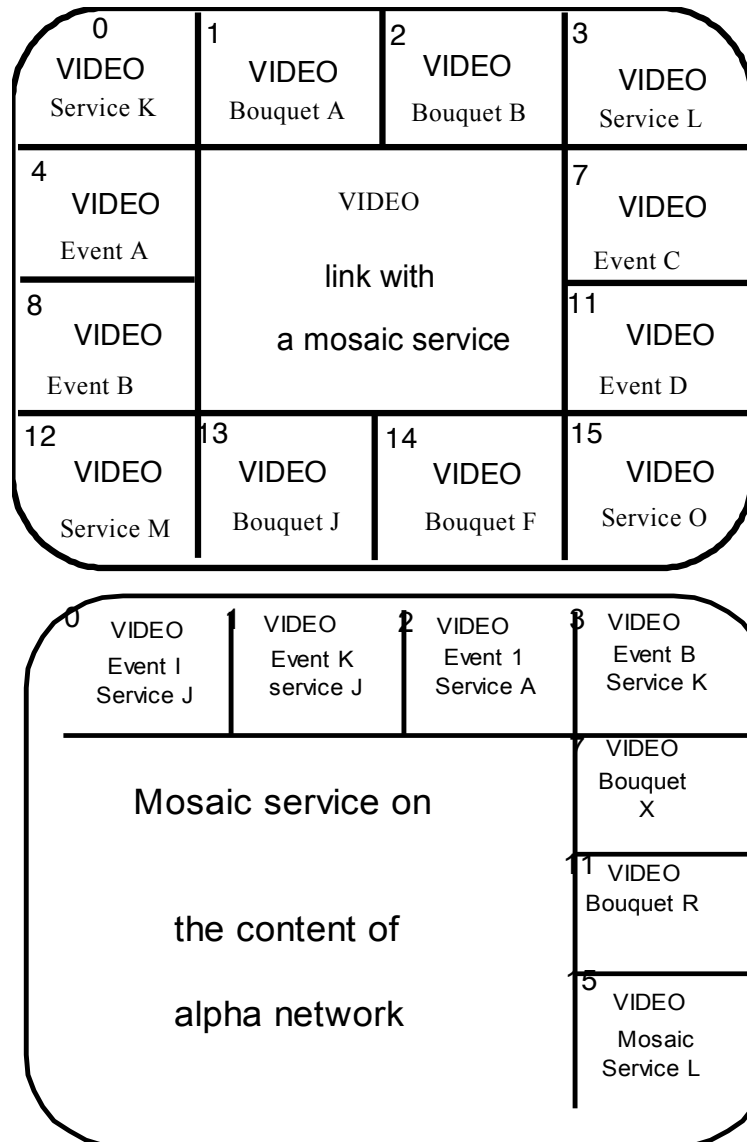 0
VIDEO
Service K
1
VIDEO
Bouquet A
2
VIDEO
Bouquet B
3
VIDEO
Service L
4
VIDEO
Event A
VIDEO
link with
a mosaic service
7
VIDEO
Event C
8
VIDEO
Event B
11
VIDEO
Event D
12
VIDEO
Service M
13
VIDEO
Bouquet J
14
VIDEO
Bouquet F
15
VIDEO
Service O
0
VIDEO
Event I
Service J
1
VIDEO
Event K
service J
2
VIDEO
Event 1
Service A
3
VIDEO
Event B
Service K
Mosaic service on
the content of
alpha network
7
VIDEO
Bouquet
X
11
VIDEO
Bouquet R
15
VIDEO
Mosaic
Service L